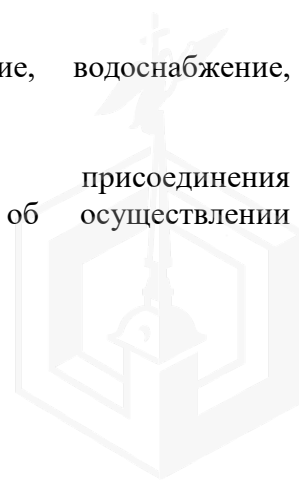 ие, водоснабжение,
присоединения
об осуществлении